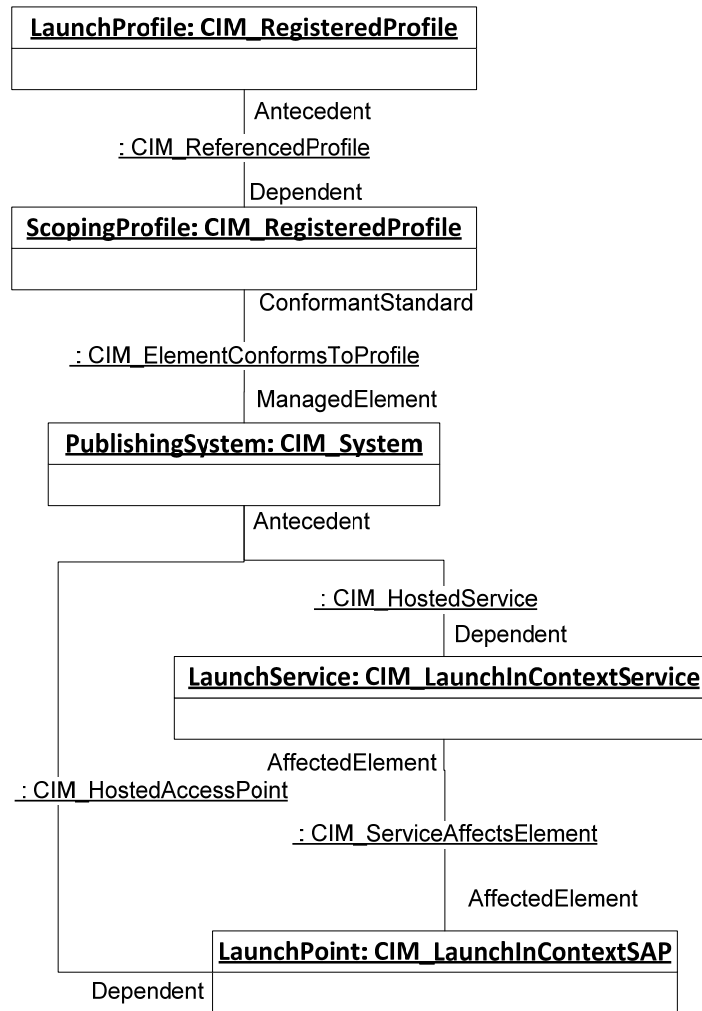 LaunchProfile: CIM_RegisteredProfile
Antecedent
: CIM_ReferencedProfile
Dependent
ScopingProfile: CIM_RegisteredProfile
ConformantStandard
: CIM_ElementConformsToProfile
ManagedElement
PublishingSystem: CIM_System
Antecedent
: CIM_HostedService
Dependent
LaunchService: CIM_LaunchInContextService
AffectedElement
: CIM_HostedAccessPoint
: CIM_ServiceAffectsElement
AffectedElement
LaunchPoint: CIM_LaunchInContextSAP
Dependent